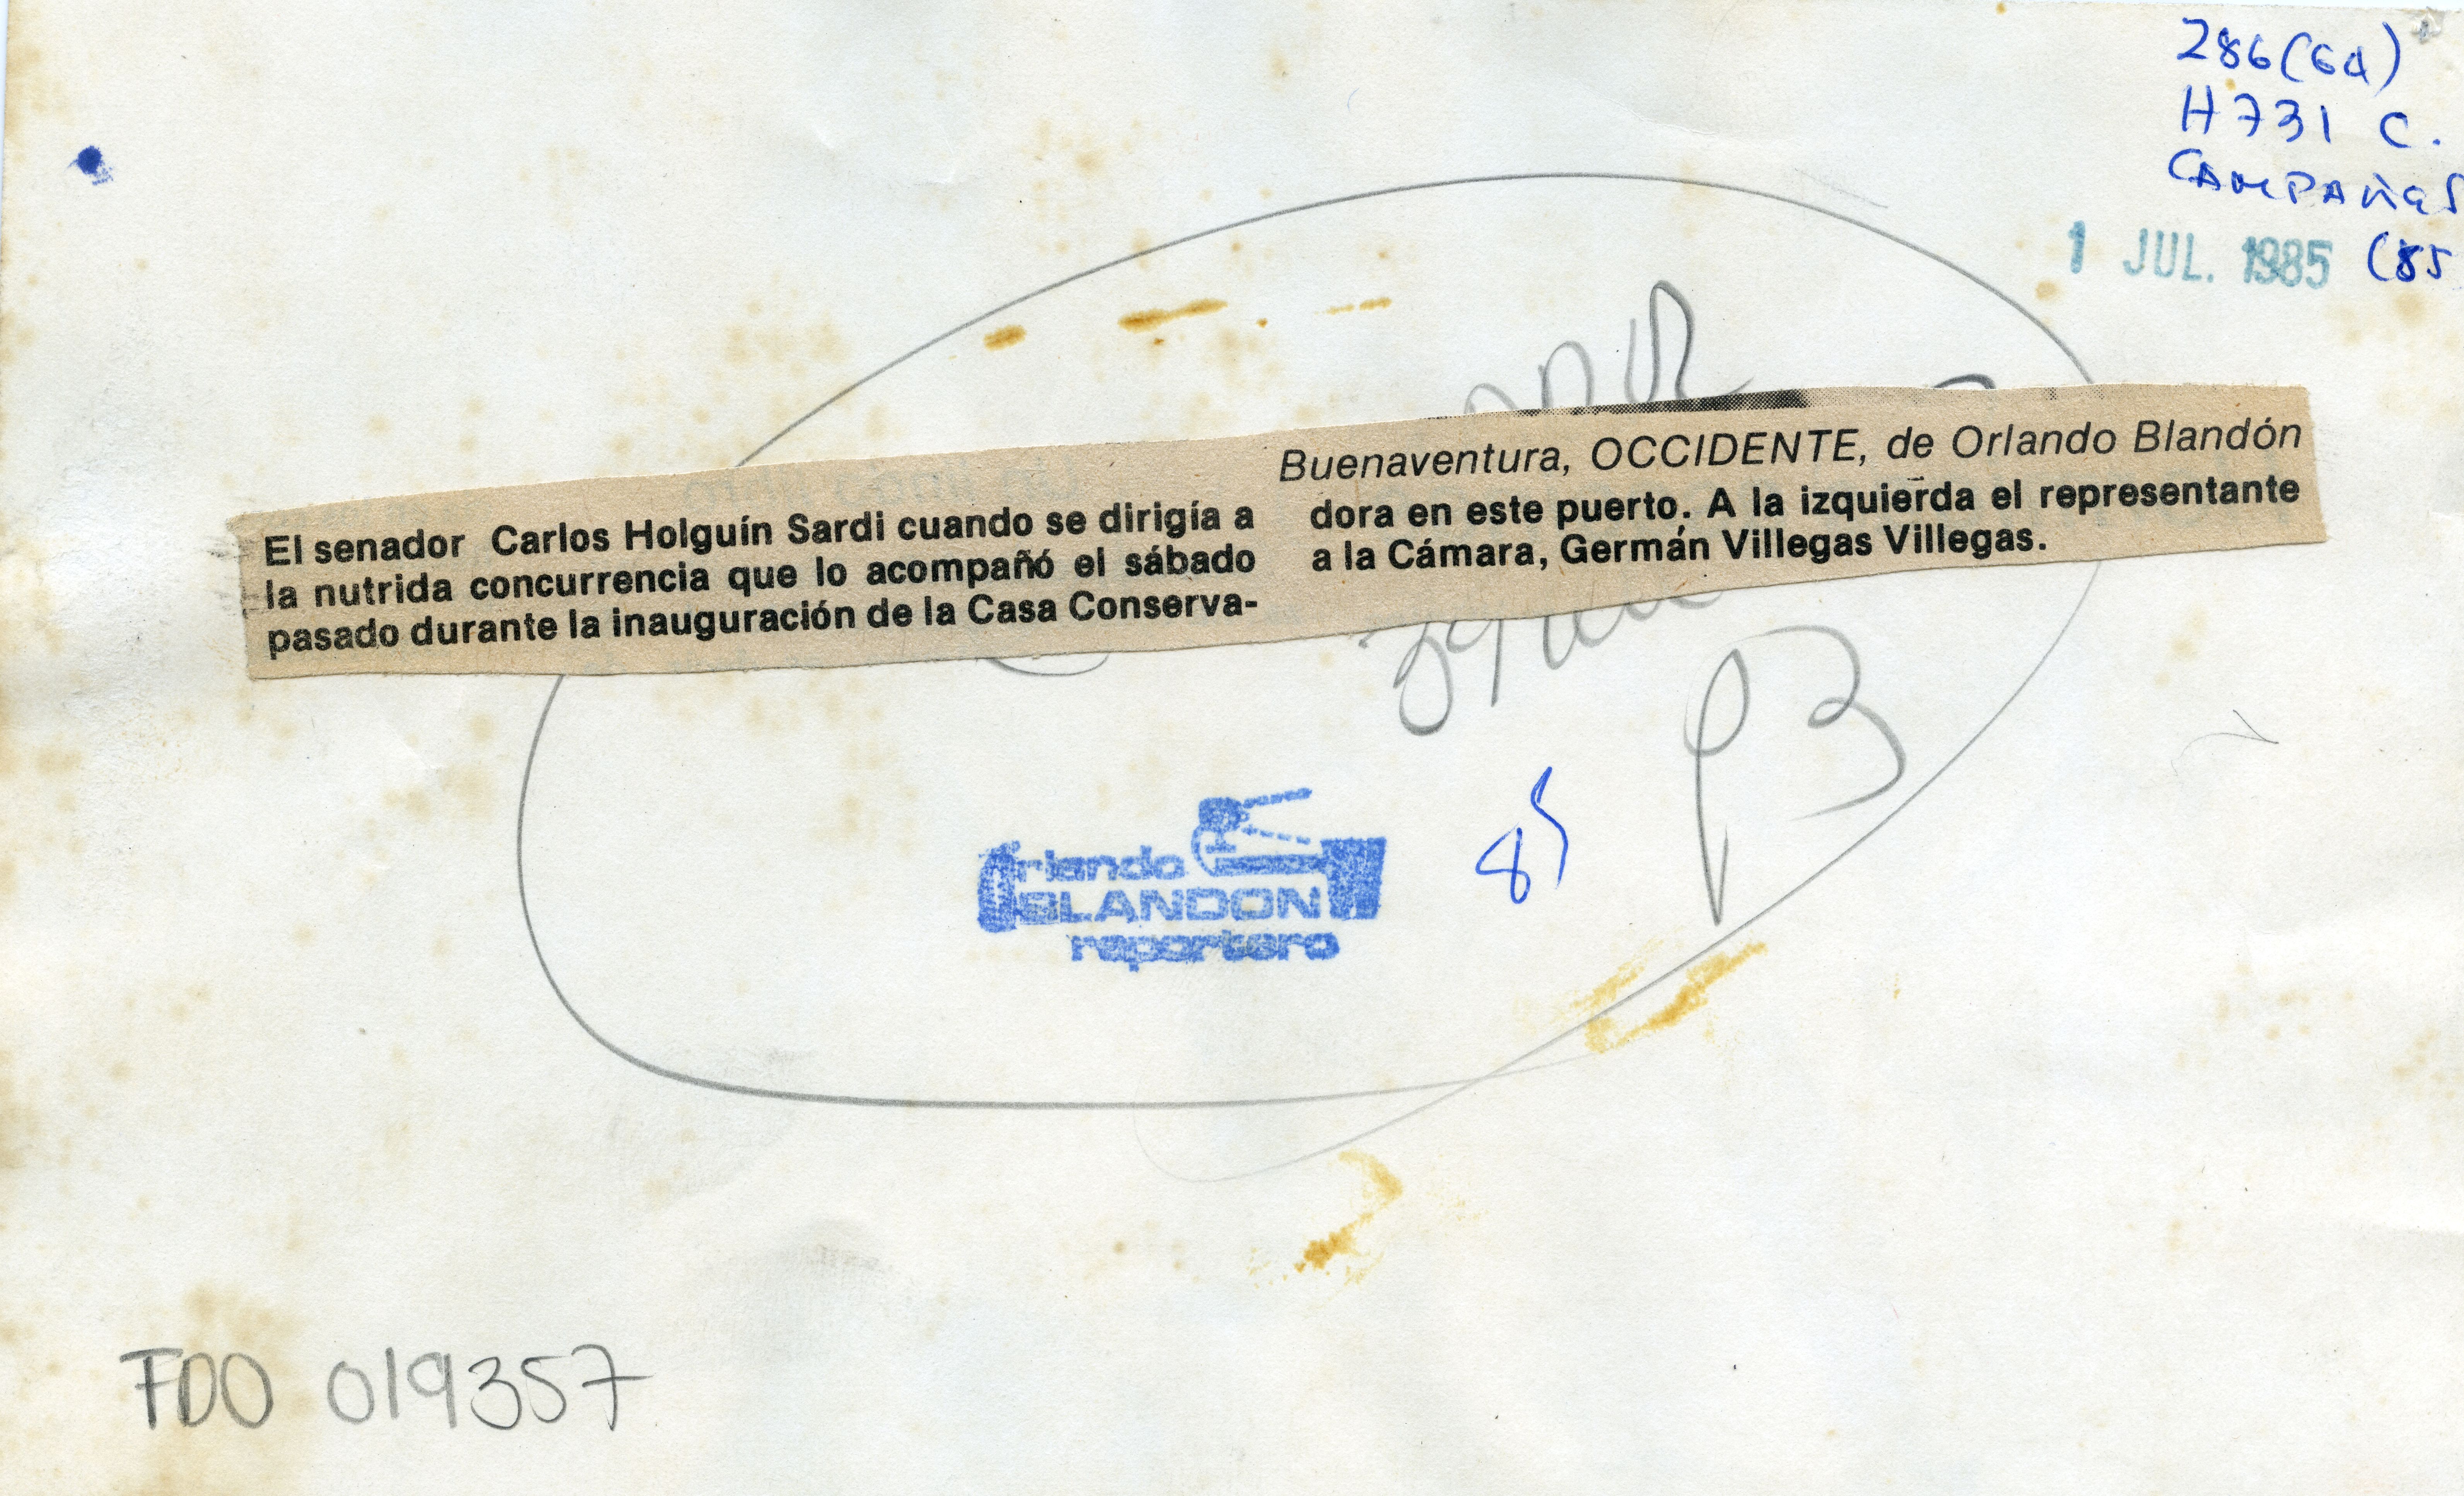 286(64)
H731 C.
CAMPAÑAS
1 JUL. 1985 (85
Buenaventura, OCCIDENTE, de Orlando Blandón
El senador Carlos Holguín Sardi cuando se dirigía a
la nutrida concurrencia que lo acompañó el sábado
pasado durante la inauguración de la Casa Conserva-
dora en este puerto. A la izquierda el representante
a la Cámara, Germán Villegas Villegas.
P3
85
Orlando
BLANDON
reportero
FDO 019357